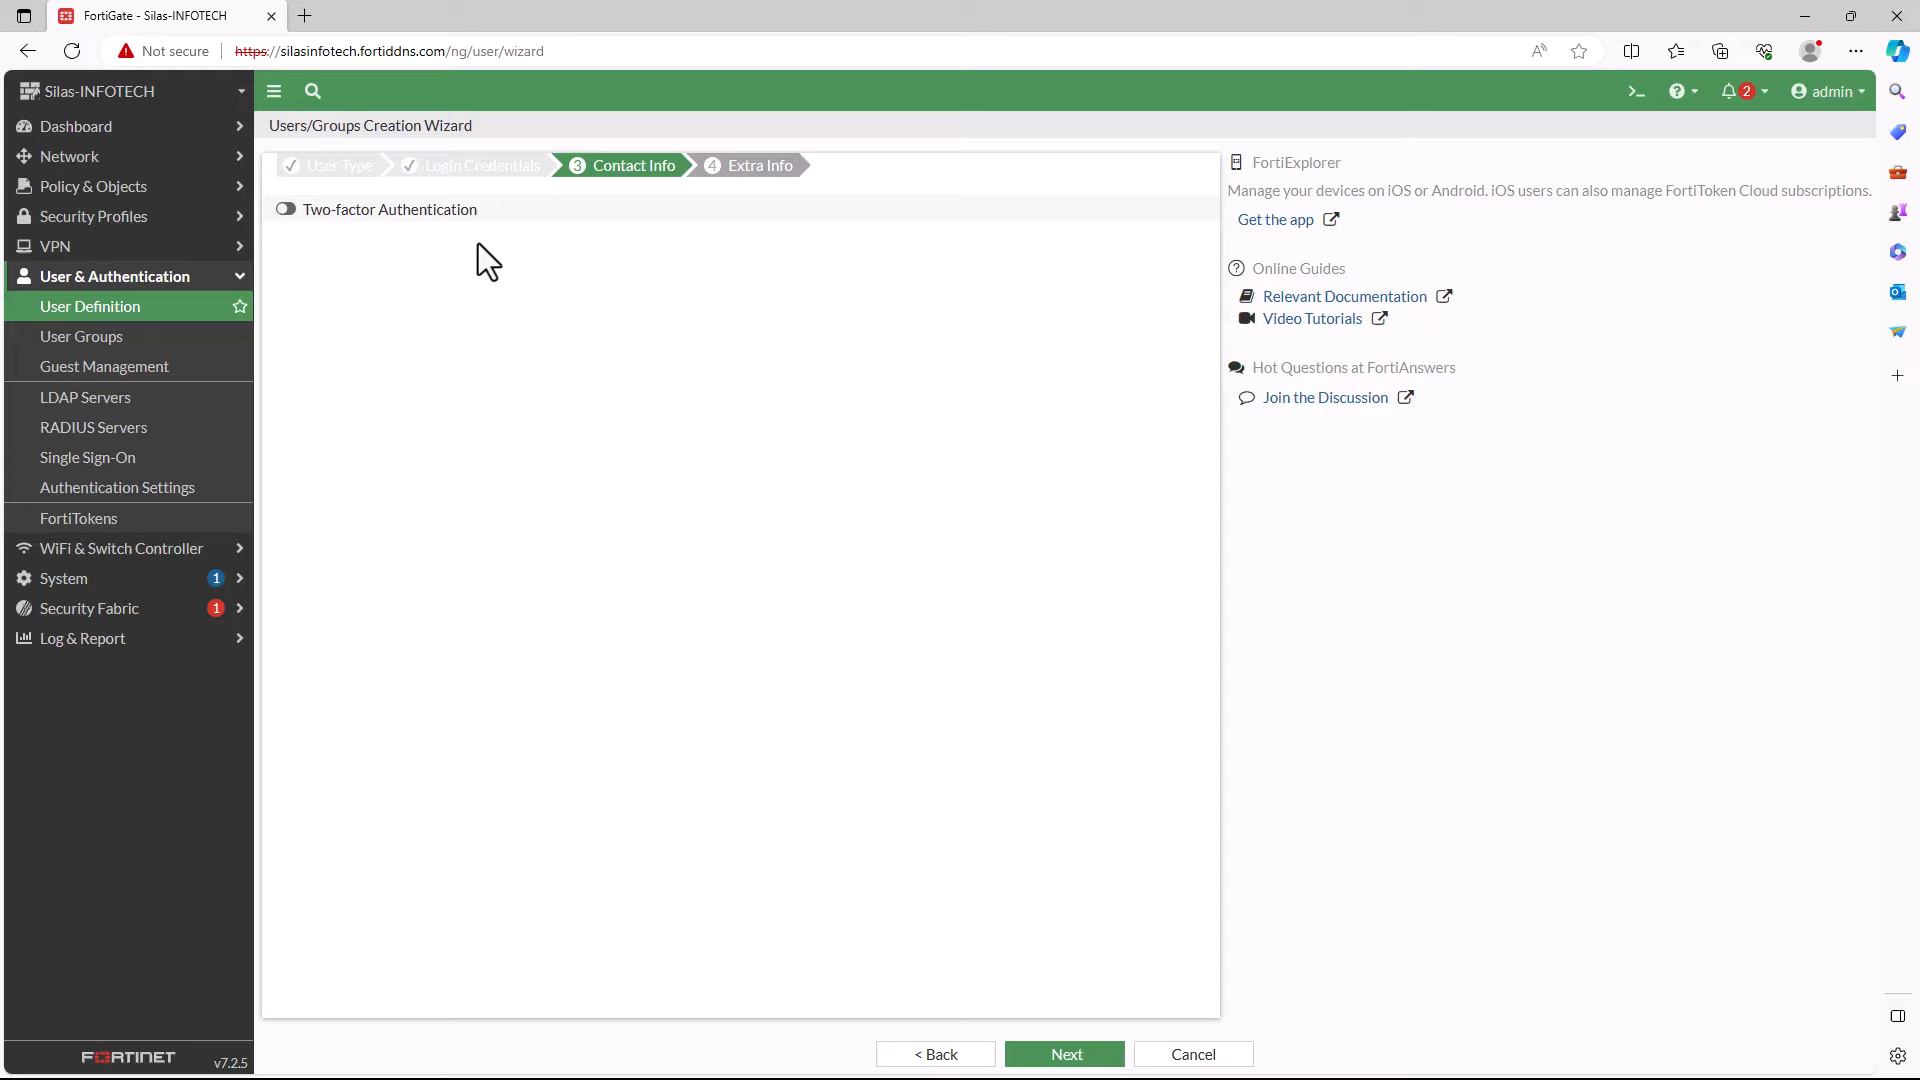 FortiGate - Silas-INFOTECH
Not secure
https://silasinfotech.fortiddns.com/ng/user/wizard
Silas-INFOTECH
2
admin
Dashboard
Network
Policy & Objects
Security Profiles
VPN
User & Authentication
User Definition
User Groups
Guest Management
LDAP Servers
RADIUS Servers
Single Sign-On
Authentication Settings
FortiTokens
WiFi & Switch Controller
System 1
Security Fabric 1
Log & Report
FORTINET v7.2.5
Users/Groups Creation Wizard
User Type Login Credentials 3 Contact Info 4 Extra Info
Two-factor Authentication
< Back Next Cancel
FortiExplorer
Manage your devices on iOS or Android. iOS users can also manage FortiToken Cloud subscriptions.
Get the app
Online Guides
Relevant Documentation
Video Tutorials
Hot Questions at FortiAnswers
Join the Discussion